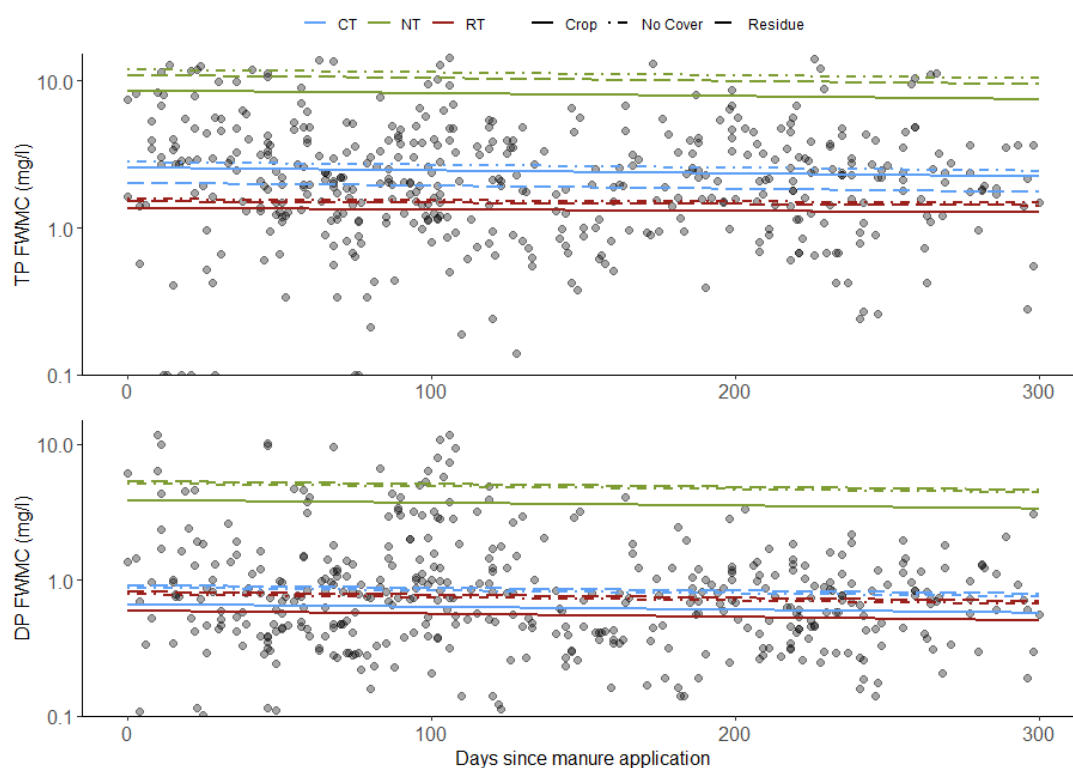 CT NT RT Crop No Cover Residue
TP FWMC (mg/l)
10.0
1.0
0.1
0 100 200 300
DP FWMC (mg/l)
10.0
1.0
0.1
0 100 200 300
Days since manure application